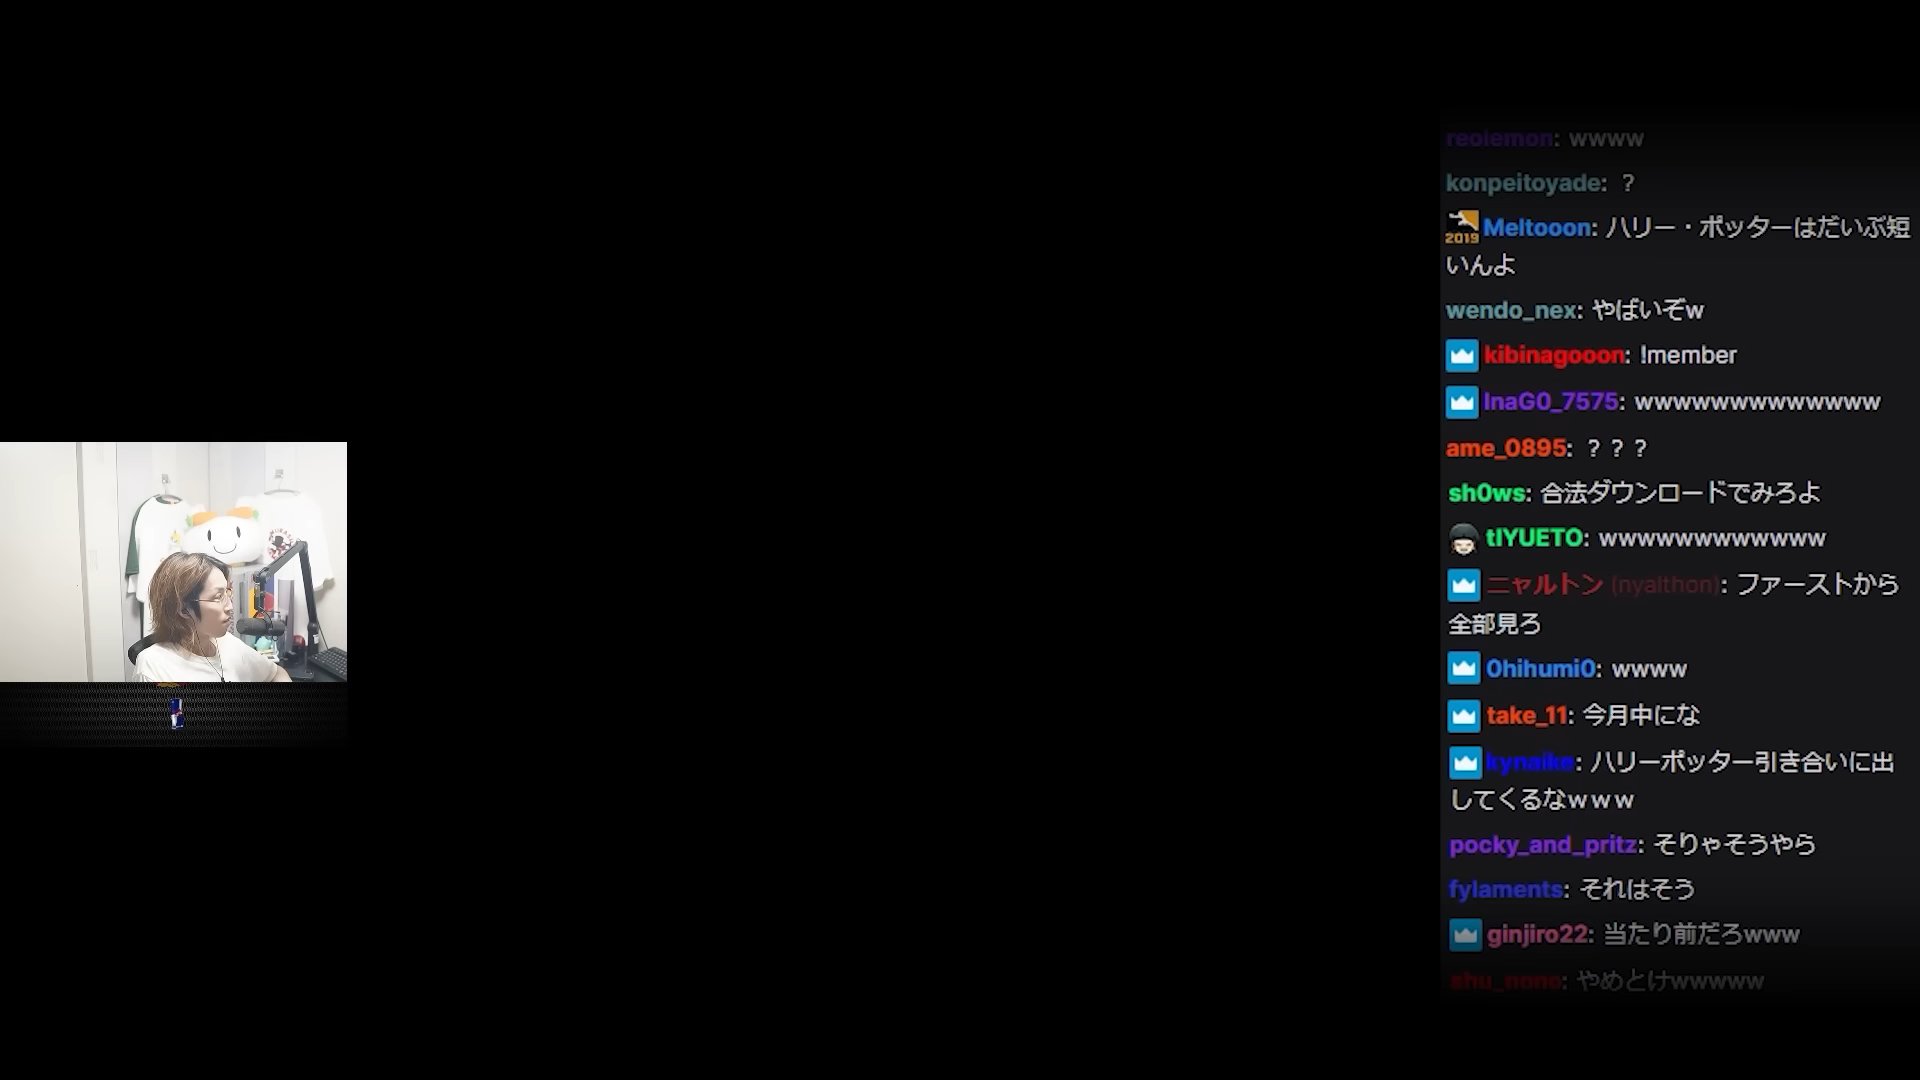 reolemon: wwww
konpeitoyade: ？
2019 Meltooon: ハリー・ポッターはだいぶ短
いんよ
wendo_nex: やばいぞw
kibinagooon: !member
InaG0_7575: wwwwwwwwwwwww
ame_0895: ？？？
sh0ws: 合法ダウンロードでみろよ
tIYUETO: wwwwwwwwwwww
ニャルトン (nyalthon): ファーストから
全部見ろ
0hihumi0: wwww
take_11: 今月中にな
kynaike: ハリーポッター引き合いに出
してくるなｗｗｗ
pocky_and_pritz: そりゃそうやら
fylaments: それはそう
ginjiro22: 当たり前だろwww
shu_nono: やめとけwwwww